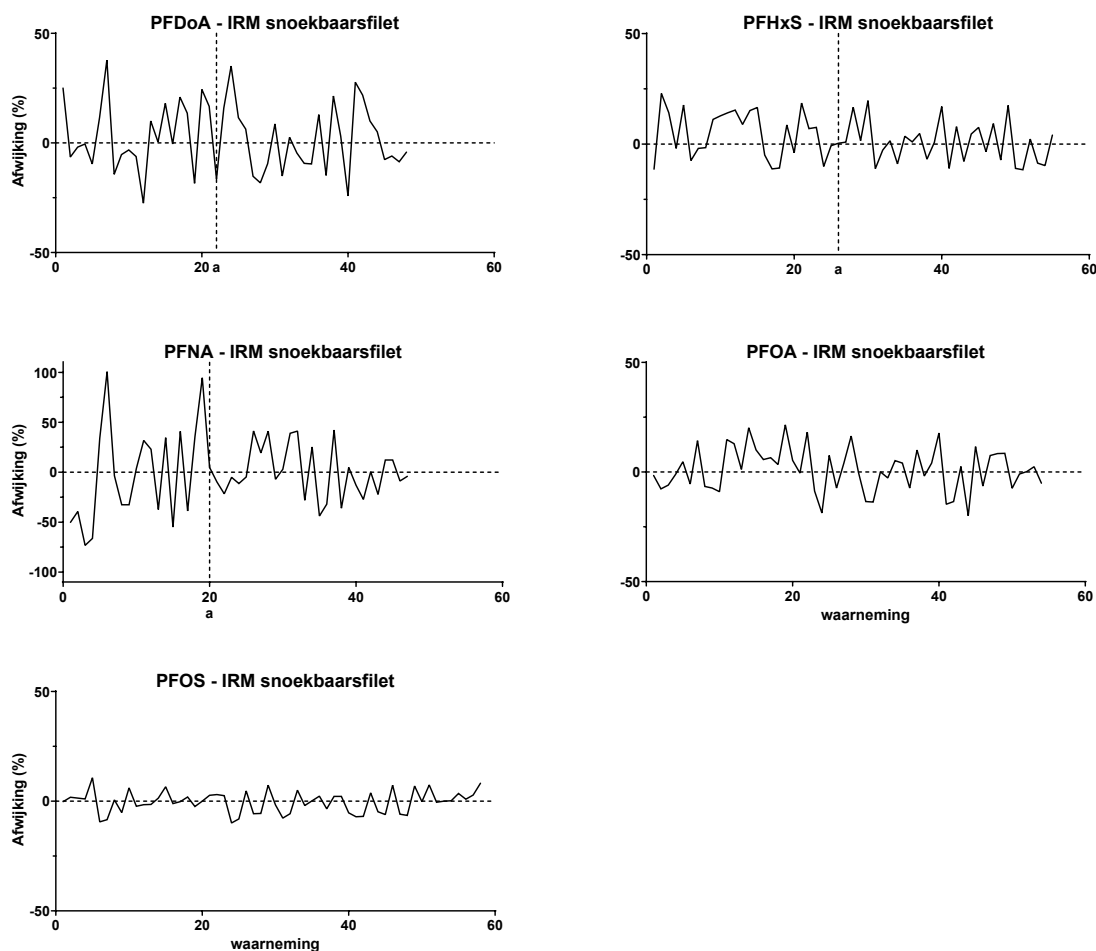 PFDoA - IRM snoekbaarsfilet
Afwijking (%)
50
0
-50
0
20
a
40
60
PFHxS - IRM snoekbaarsfilet
50
0
-50
0
20
a
40
60
PFNA - IRM snoekbaarsfilet
Afwijking (%)
100
50
0
-50
-100
0
20
40
60
a
PFOA - IRM snoekbaarsfilet
50
0
-50
0
20
40
60
waarneming
PFOS - IRM snoekbaarsfilet
Afwijking (%)
50
0
-50
0
20
40
60
waarneming